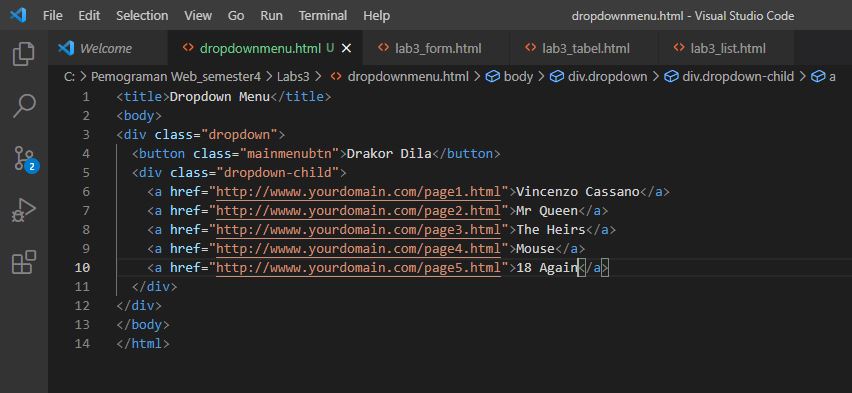 File Edit Selection View Go Run Terminal Help dropdownmenu.html - Visual Studio Code
Welcome dropdownmenu.html U lab3_form.html lab3_tabel.html lab3_list.html
C: > Pemograman Web_semester4 > Labs3 > dropdownmenu.html > body > div.dropdown > div.dropdown-child > a
1 <title>Dropdown Menu</title>
2 <body>
3 <div class="dropdown">
4 <button class="mainmenubtn">Drakor Dila</button>
5 <div class="dropdown-child">
6 <a href="http://wwww.yourdomain.com/page1.html">Vincenzo Cassano</a>
7 <a href="http://wwww.yourdomain.com/page2.html">Mr Queen</a>
8 <a href="http://wwww.yourdomain.com/page3.html">The Heirs</a>
9 <a href="http://wwww.yourdomain.com/page4.html">Mouse</a>
10 <a href="http://wwww.yourdomain.com/page5.html">18 Again</a>
11 </div>
12 </div>
13 </body>
14 </html>
2